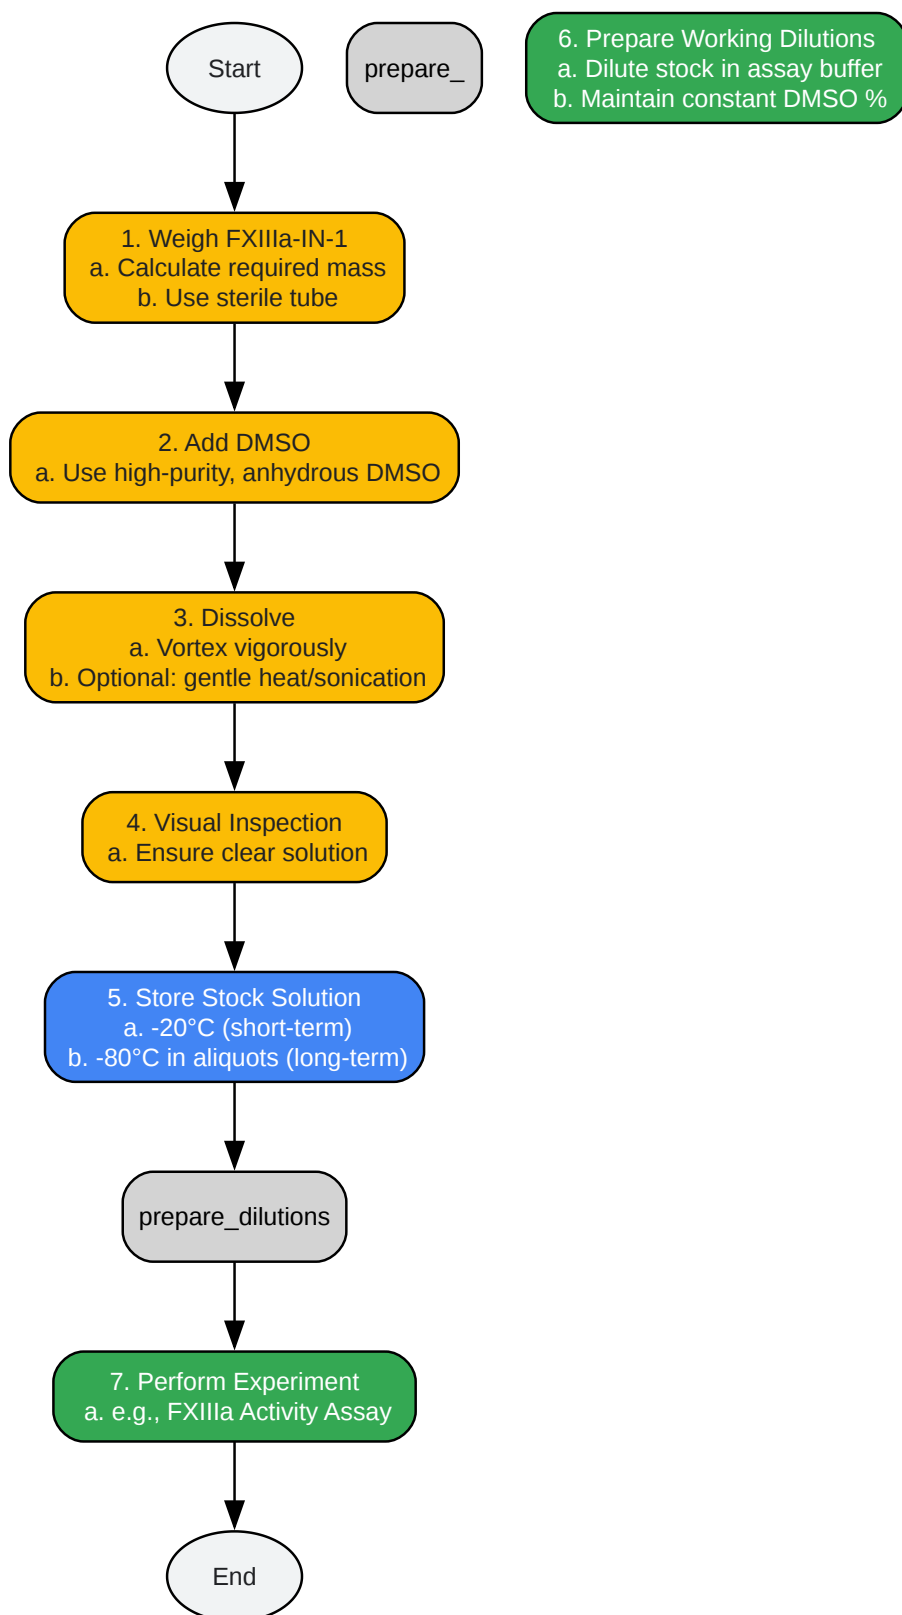 Start
prepare_
6. Prepare Working Dilutions
a. Dilute stock in assay buffer
b. Maintain constant DMSO %
1. Weigh FXIIIa-IN-1
a. Calculate required mass
b. Use sterile tube
2. Add DMSO
a. Use high-purity, anhydrous DMSO
3. Dissolve
a. Vortex vigorously
b. Optional: gentle heat/sonication
4. Visual Inspection
a. Ensure clear solution
5. Store Stock Solution
a. -20°C (short-term)
b. -80°C in aliquots (long-term)
prepare_dilutions
7. Perform Experiment
a. e.g., FXIIIa Activity Assay
End